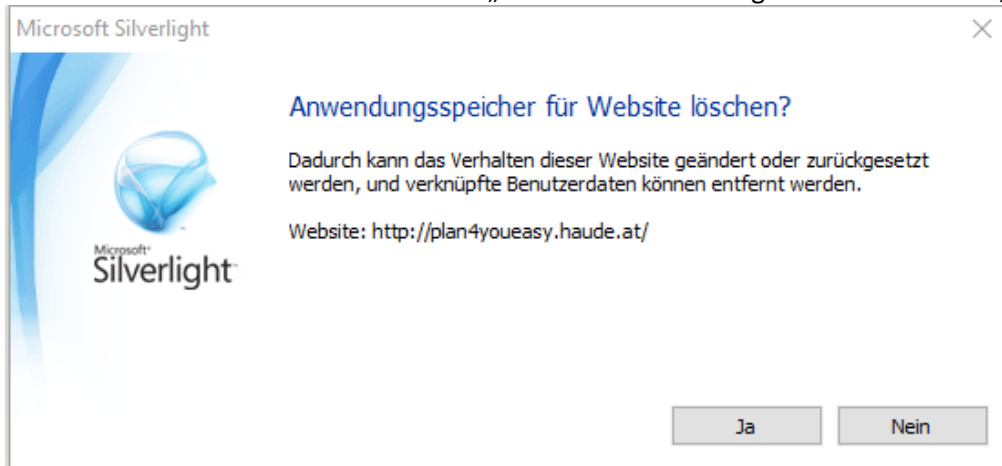 Microsoft Silverlight
Anwendungsspeicher für Website löschen?
Dadurch kann das Verhalten dieser Website geändert oder zurückgesetzt
werden, und verknüpfte Benutzerdaten können entfernt werden.
Website: http://plan4youeasy.haude.at/
Microsoft®
Silverlight™
Ja
Nein